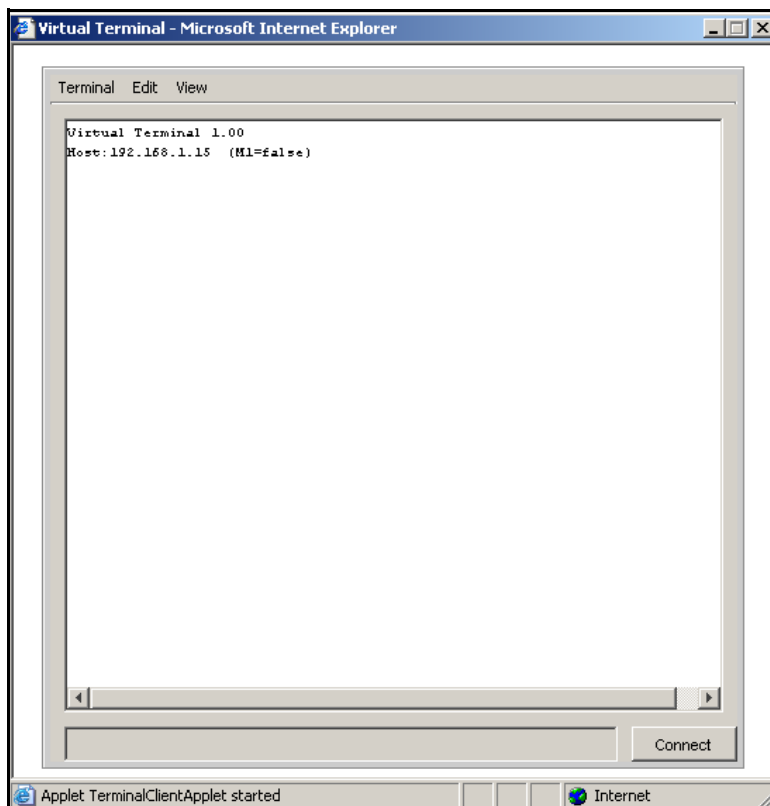 Virtual Terminal - Microsoft Internet Explorer
Terminal Edit View
Virtual Terminal 1.00
Host:192.168.1.15 (M1=false)
Connect
Applet TerminalClientApplet started
Internet